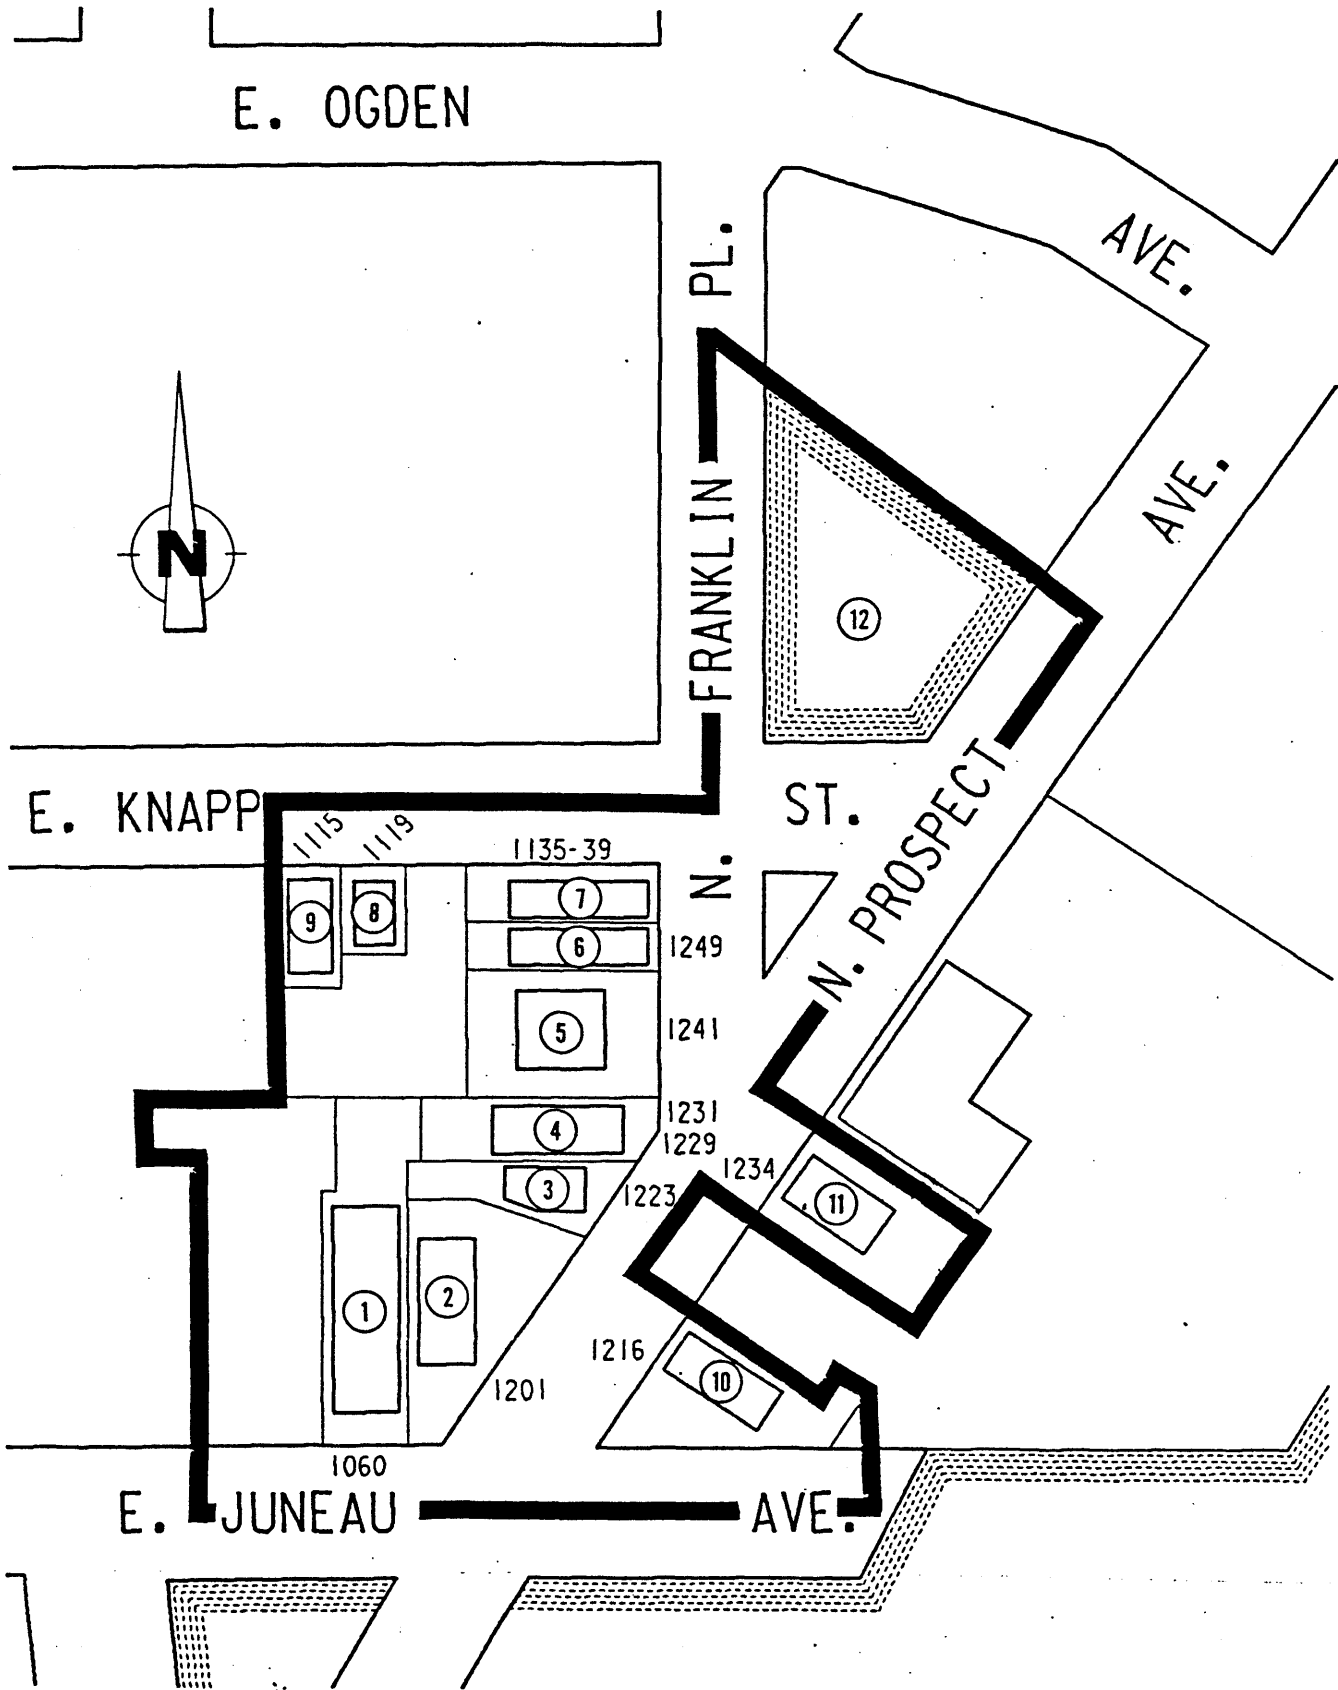 E. OGDEN
AVE.
N. FRANKLIN PL.
AVE.
N
12
E. KNAPP
ST.
1115
1119
1135-39
N. PROSPECT
9
8
7
6
1249
5
1241
4
1231
1229
3
1223
1234
11
1
2
1216
10
1201
1060
E. JUNEAU
AVE.